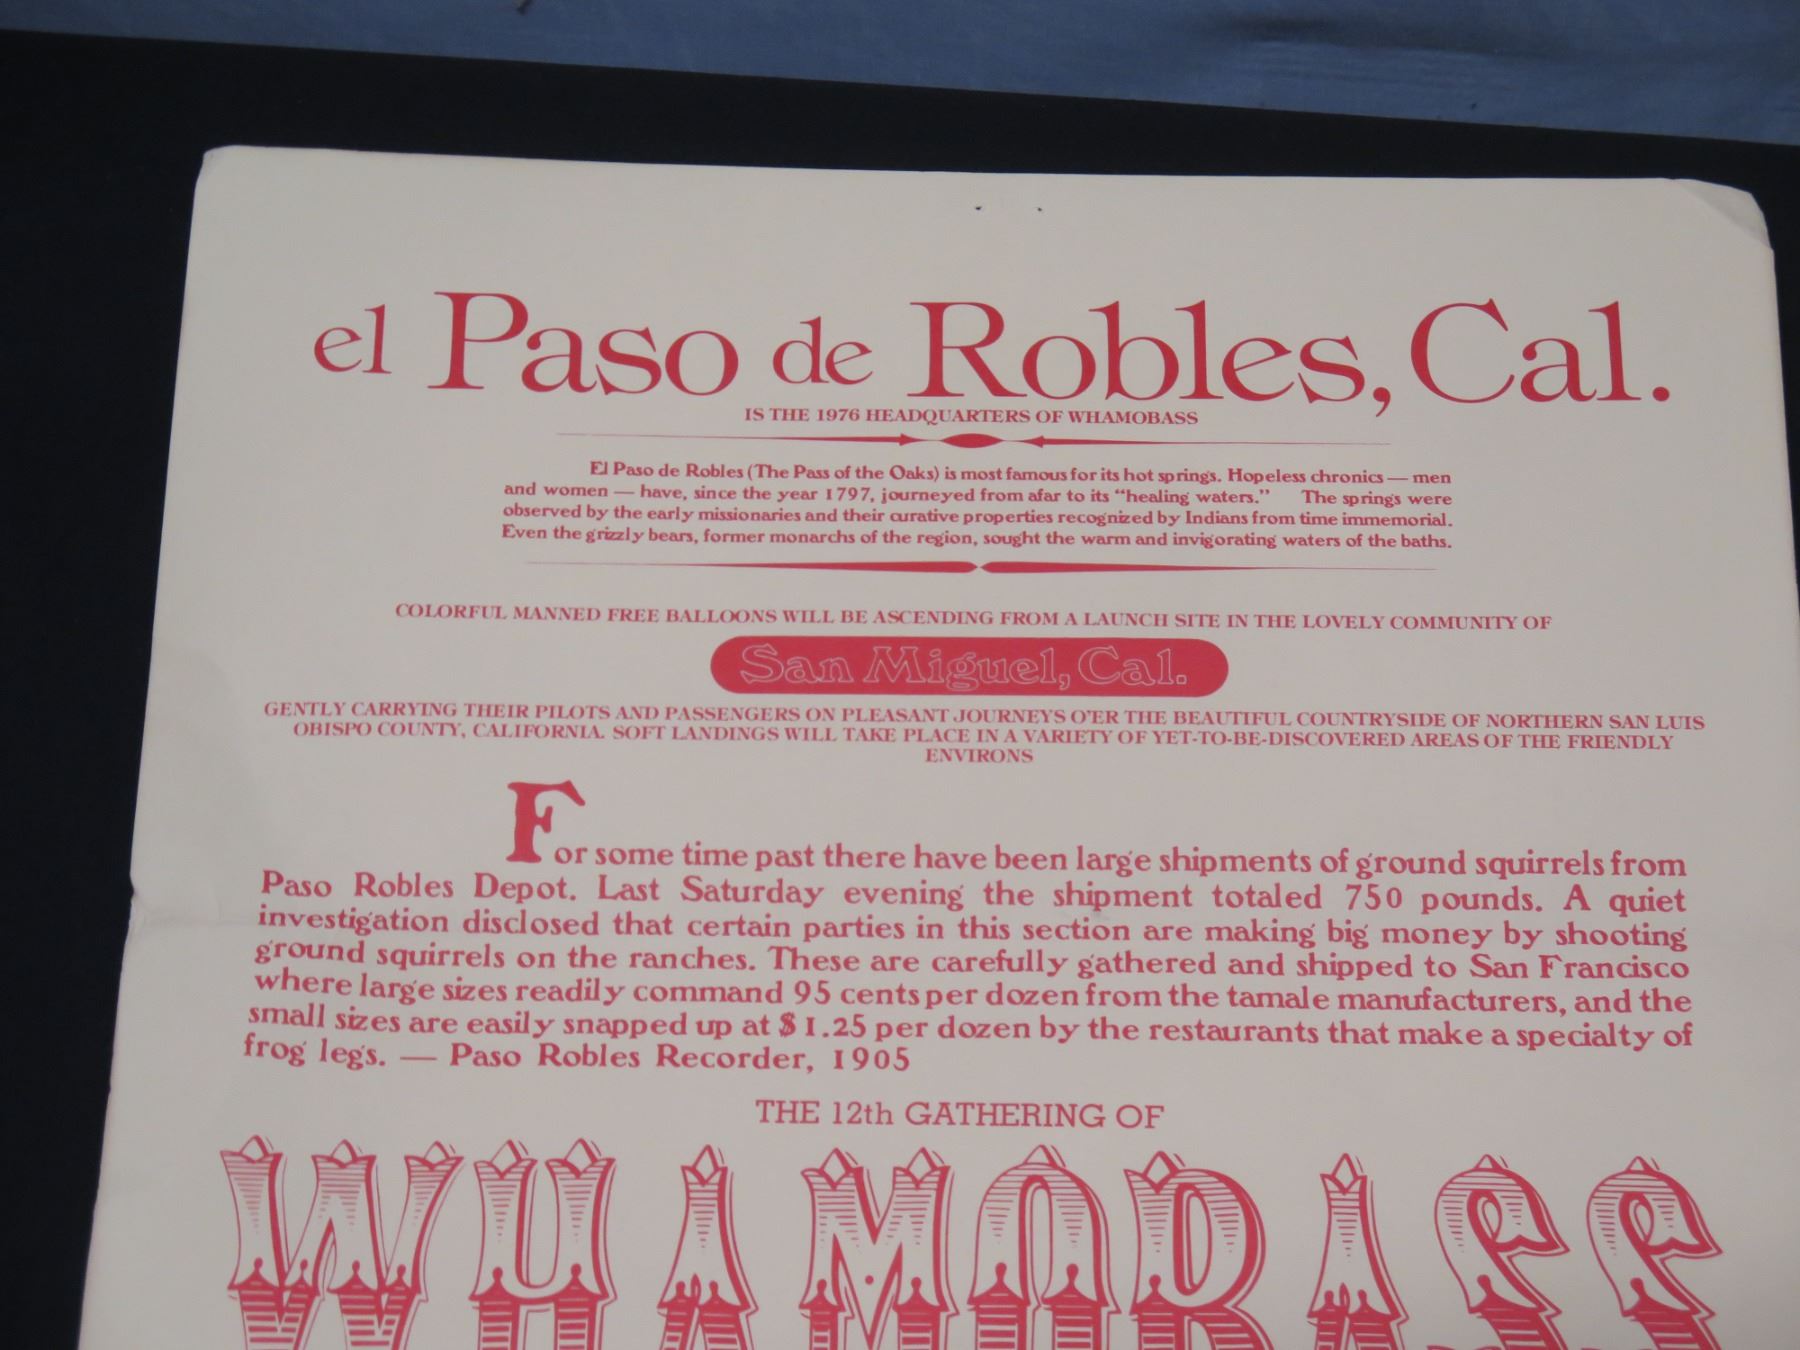 el Paso de Robles, Cal.
IS THE 1976 HEADQUARTERS OF WHAMOBASS
El Paso de Robles (The Pass of the Oaks) is most famous for its hot springs. Hopeless chronics — men
and women — have, since the year 1797, journeyed from afar to its "healing waters." The springs were
observed by the early missionaries and their curative properties recognized by Indians from time immemorial.
Even the grizzly bears, former monarchs of the region, sought the warm and invigorating waters of the baths.
COLORFUL MANNED FREE BALLOONS WILL BE ASCENDING FROM A LAUNCH SITE IN THE LOVELY COMMUNITY OF
San Miguel, Cal.
GENTLY CARRYING THEIR PILOTS AND PASSENGERS ON PLEASANT JOURNEYS O'ER THE BEAUTIFUL COUNTRYSIDE OF NORTHERN SAN LUIS
OBISPO COUNTY, CALIFORNIA. SOFT LANDINGS WILL TAKE PLACE IN A VARIETY OF YET-TO-BE-DISCOVERED AREAS OF THE FRIENDLY
ENVIRONS
For some time past there have been large shipments of ground squirrels from
Paso Robles Depot. Last Saturday evening the shipment totaled 750 pounds. A quiet
investigation disclosed that certain parties in this section are making big money by shooting
ground squirrels on the ranches. These are carefully gathered and shipped to San Francisco
where large sizes readily command 95 cents per dozen from the tamale manufacturers, and the
small sizes are easily snapped up at $1.25 per dozen by the restaurants that make a specialty of
frog legs. — Paso Robles Recorder, 1905
THE 12th GATHERING OF
WHAMOBASS